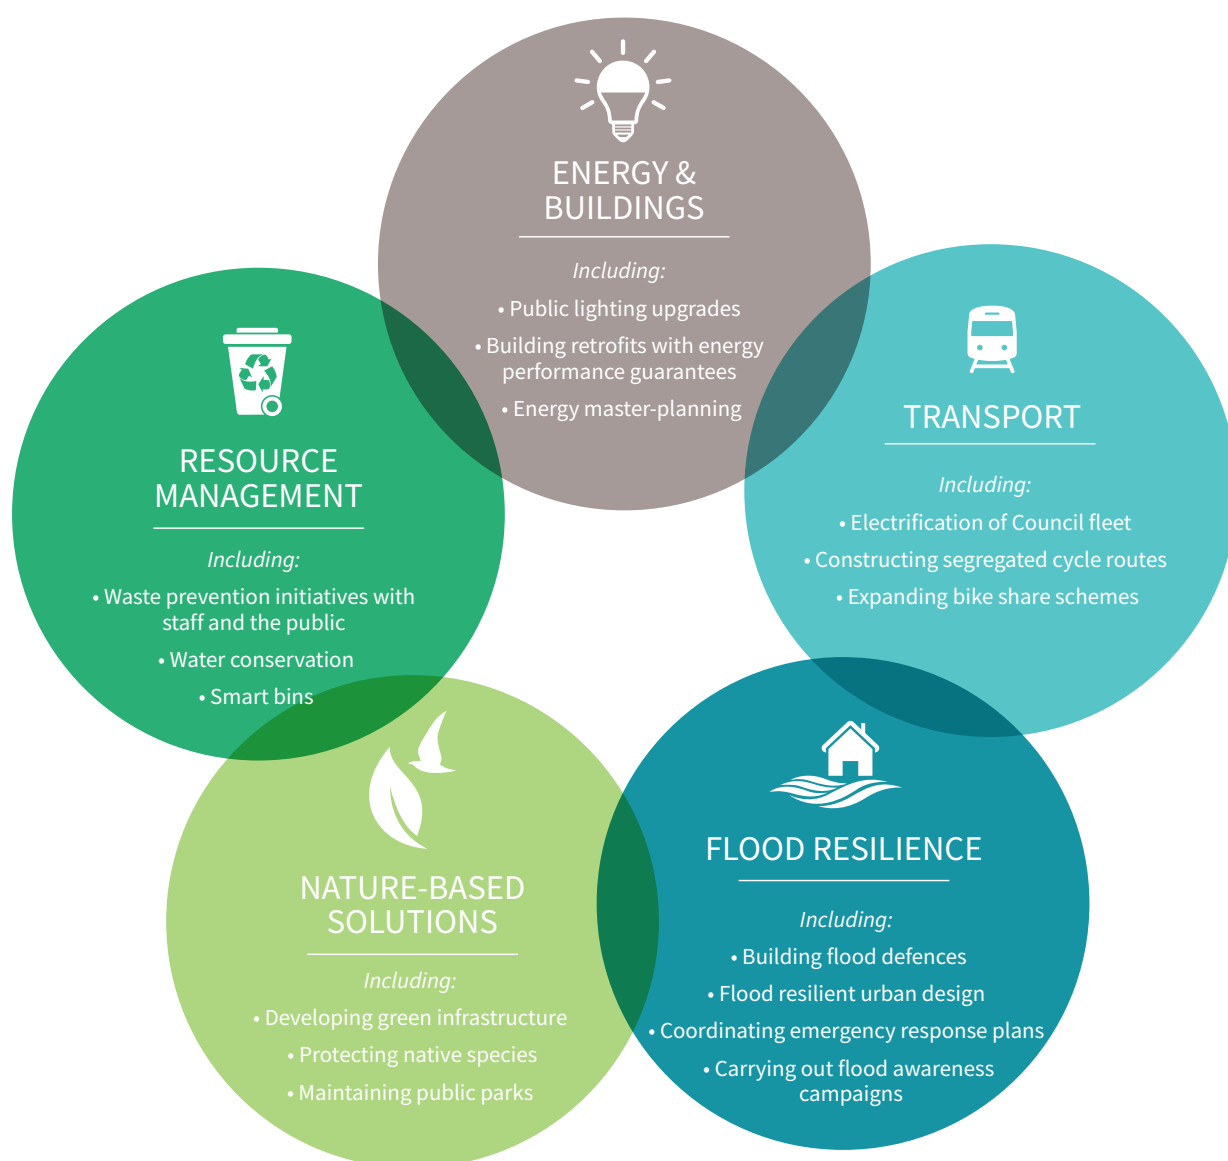 ENERGY &
BUILDINGS
Including:
• Public lighting upgrades
• Building retrofits with energy
performance guarantees
• Energy master-planning
TRANSPORT
Including:
• Electrification of Council fleet
• Constructing segregated cycle routes
• Expanding bike share schemes
RESOURCE
MANAGEMENT
Including:
• Waste prevention initiatives with
staff and the public
• Water conservation
• Smart bins
FLOOD RESILIENCE
Including:
• Building flood defences
• Flood resilient urban design
• Coordinating emergency response plans
• Carrying out flood awareness
campaigns
NATURE-BASED
SOLUTIONS
Including:
• Developing green infrastructure
• Protecting native species
• Maintaining public parks